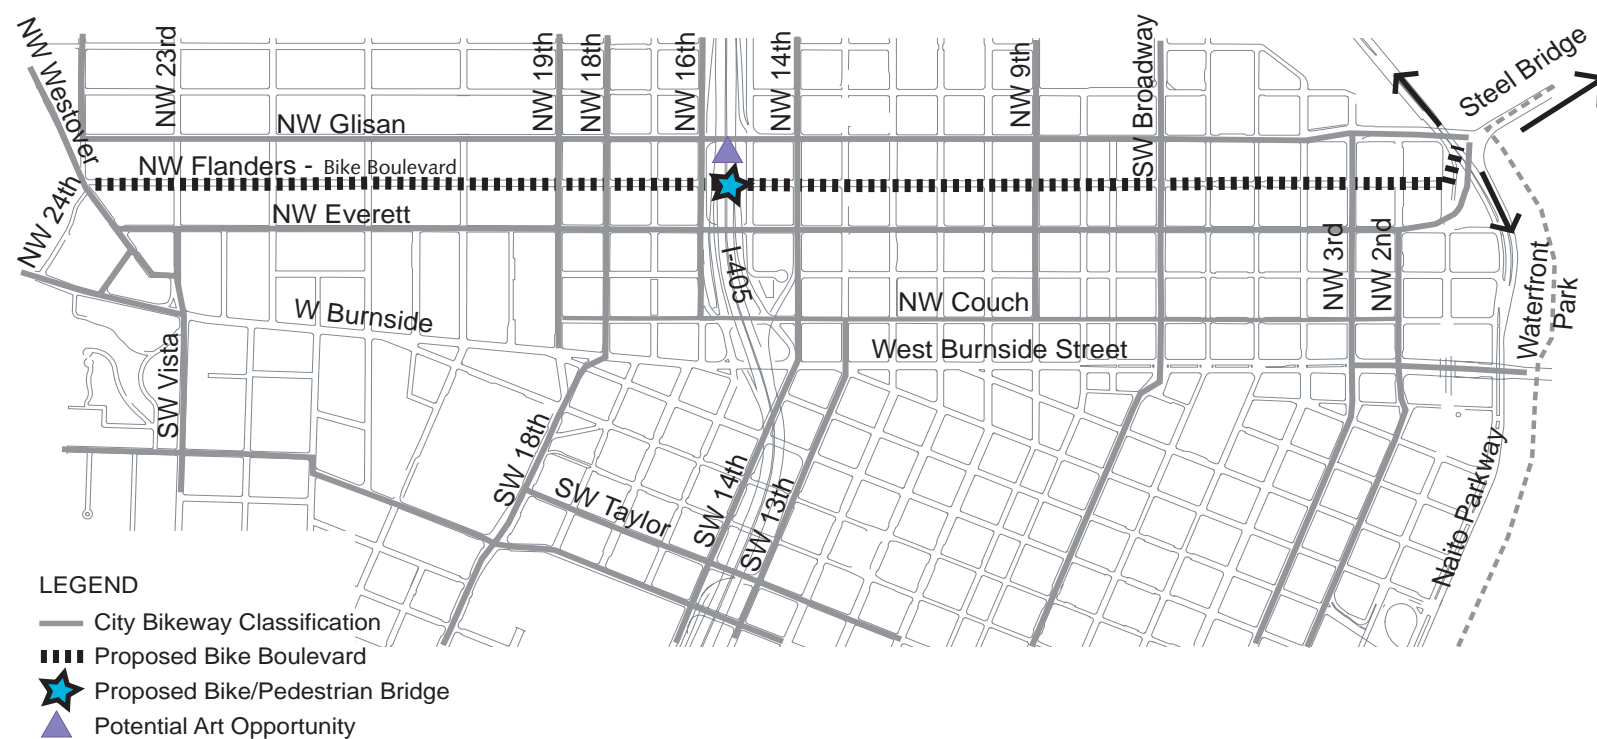 NW Westover
NW 23rd
NW 19th
NW 18th
NW 16th
NW 14th
NW 9th
SW Broadway
Steel Bridge
NW Glisan
NW Flanders - Bike Boulevard
NW 24th
NW Everett
I-405
NW 3rd
NW 2nd
Waterfront
Park
W Burnside
NW Couch
West Burnside Street
SW Vista
SW 18th
SW Taylor
SW 14th
SW 13th
Naito Parkway
LEGEND
City Bikeway Classification
Proposed Bike Boulevard
Proposed Bike/Pedestrian Bridge
Potential Art Opportunity